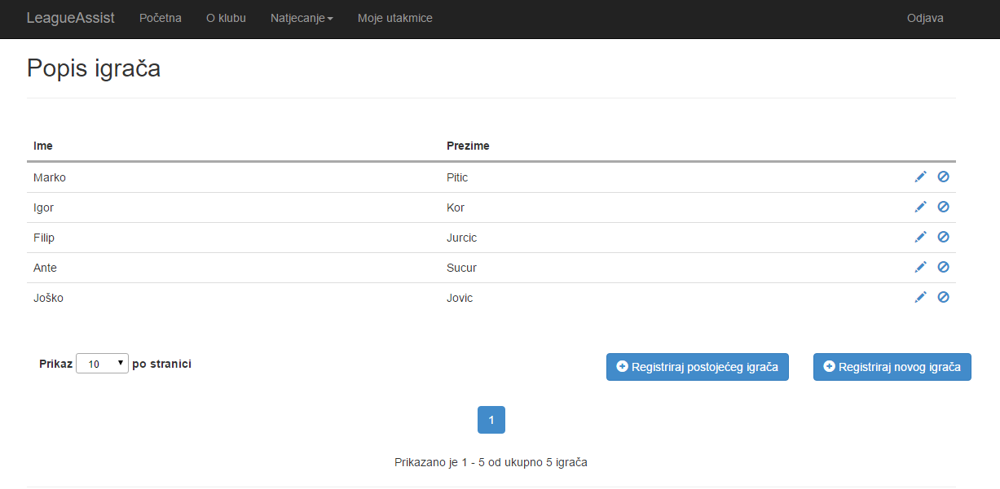 LeagueAssist Početna O klubu Natjecanje Moje utakmice Odjava
Popis igrača
Ime Prezime
Marko Pitic
Igor Kor
Filip Jurcic
Ante Sucur
Joško Jovic
Prikaz 10 po stranici Registriraj postojećeg igrača Registriraj novog igrača
1
Prikazano je 1 - 5 od ukupno 5 igrača